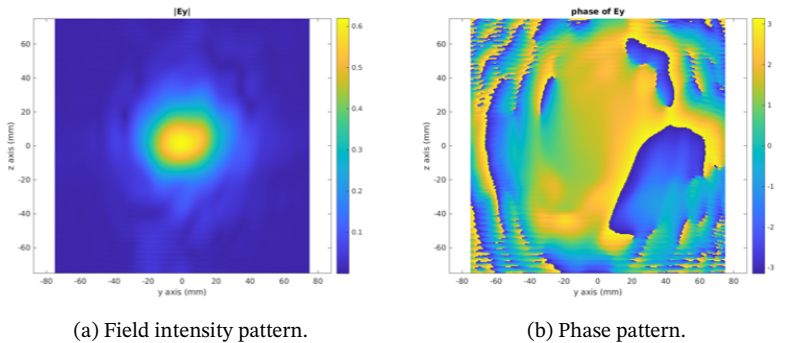 |Ey|
60
40
20
0
-20
-40
-60
z axis (mm)
-80 -60 -40 -20 0 20 40 60 80
y axis (mm)
0.6
0.5
0.4
0.3
0.2
0.1
phase of Ey
60
40
20
0
-20
-40
-60
z axis (mm)
-80 -60 -40 -20 0 20 40 60 80
y axis (mm)
3
2
1
0
-1
-2
-3
(a) Field intensity pattern.
(b) Phase pattern.